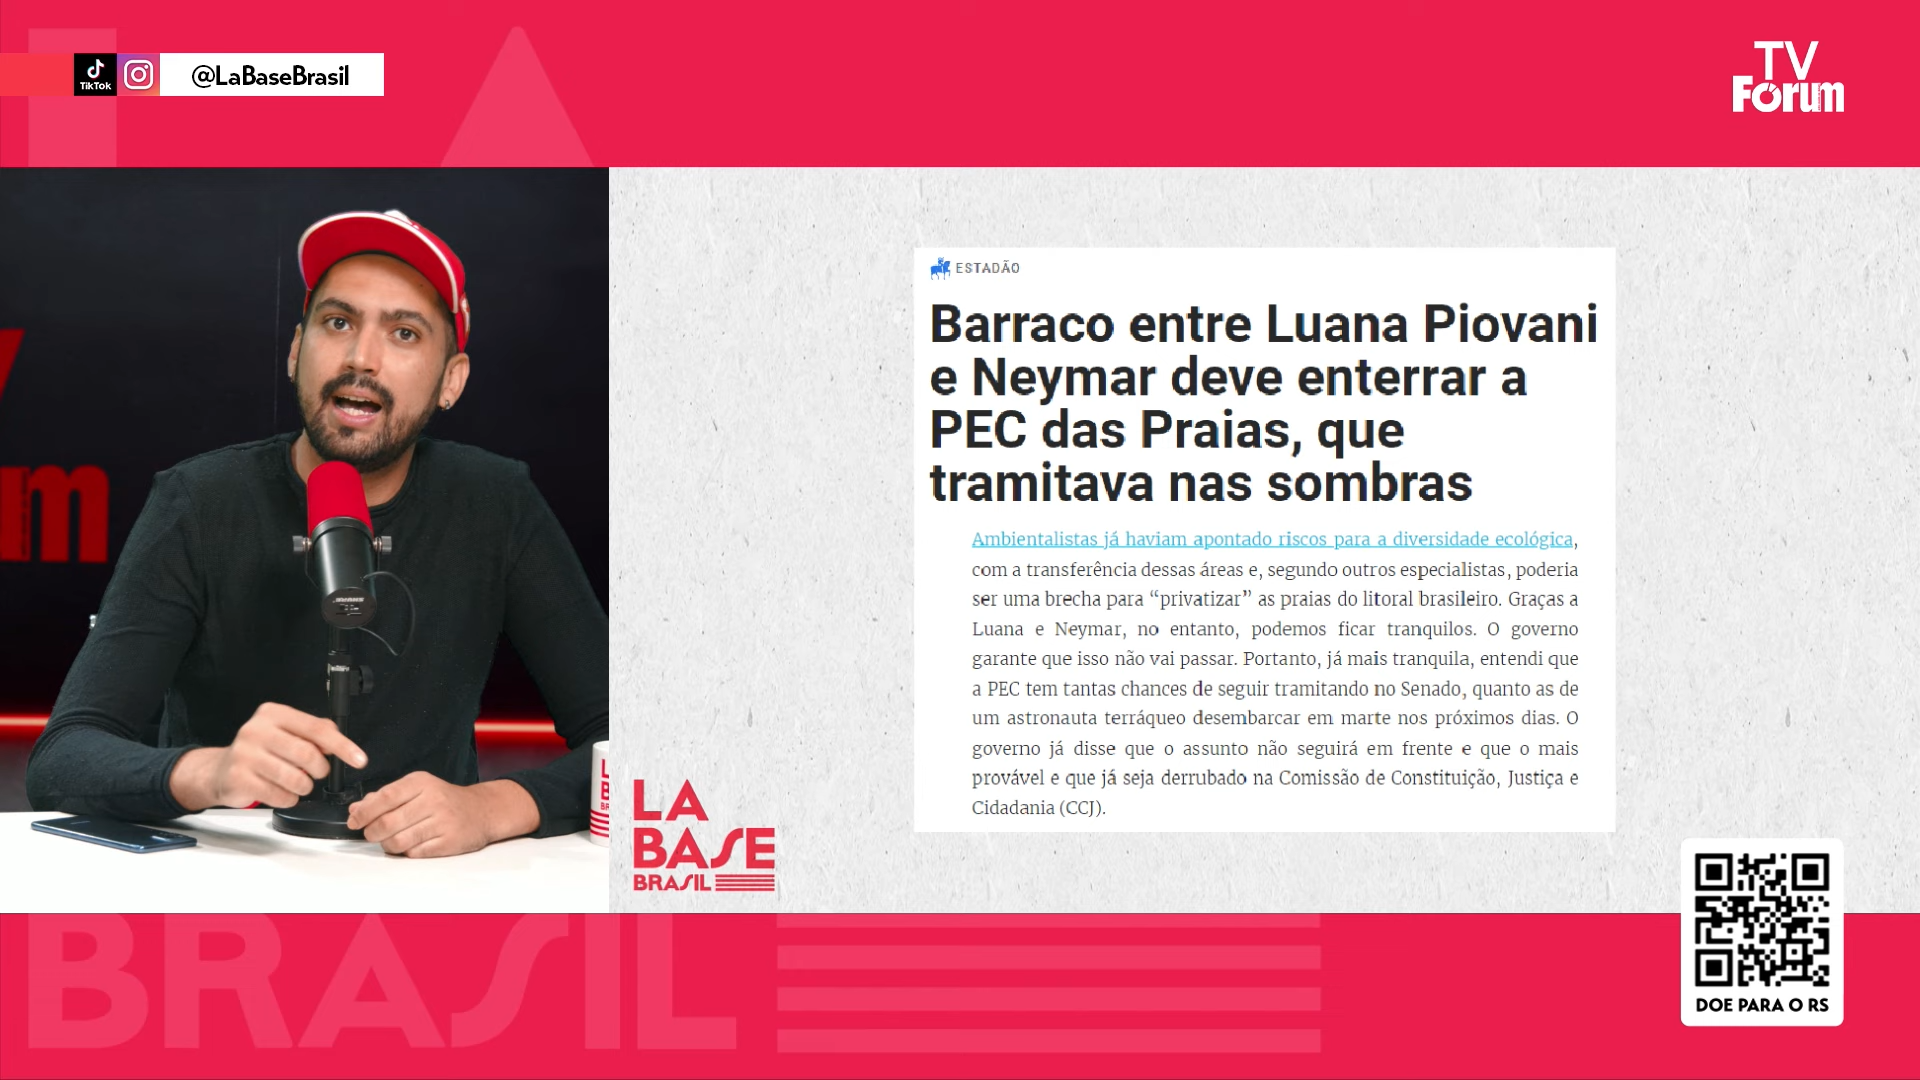 TikTok
@LaBaseBrasil
TV
Fórum
ESTADÃO
Barraco entre Luana Piovani
e Neymar deve enterrar a
PEC das Praias, que
tramitava nas sombras
Ambientalistas já haviam apontado riscos para a diversidade ecológica,
com a transferência dessas áreas e, segundo outros especialistas, poderia
ser uma brecha para “privatizar” as praias do litoral brasileiro. Graças a
Luana e Neymar, no entanto, podemos ficar tranquilos. O governo
garante que isso não vai passar. Portanto, já mais tranquila, entendi que
a PEC tem tantas chances de seguir tramitando no Senado, quanto as de
um astronauta terráqueo desembarcar em marte nos próximos dias. O
governo já disse que o assunto não seguirá em frente e que o mais
provável e que já seja derrubado na Comissão de Constituição, Justiça e
Cidadania (CCJ).
LA
BASE
BRASIL
DOE PARA O RS
BRASIL